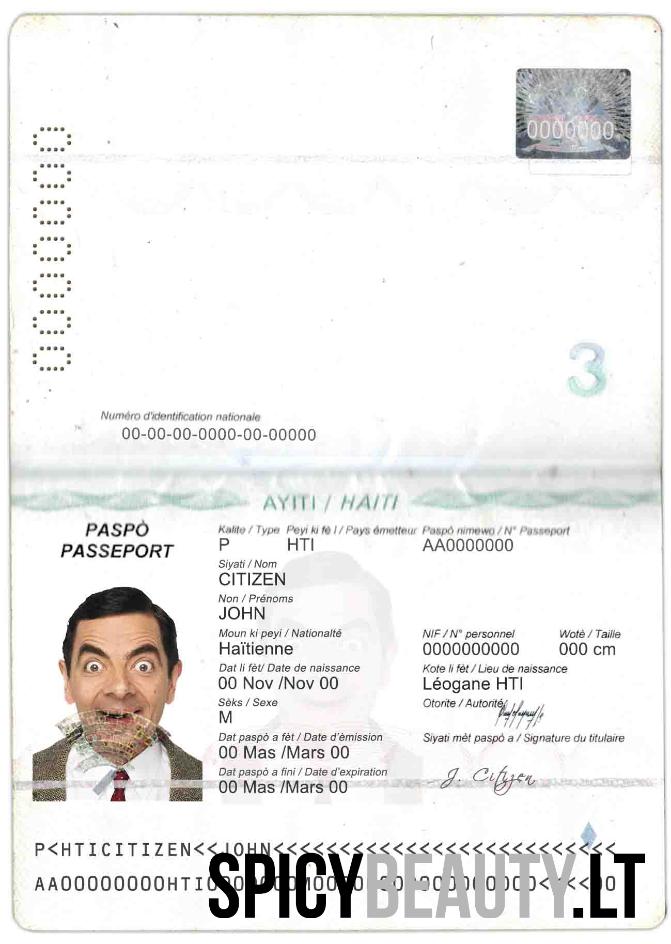 0000000
0000000
3
Numéro d'identification nationale
00-00-00-0000-00-00000
AYITI / HAITI
PASPÒ
PASSEPORT
Kalite / Type Peyi ki fè l / Pays émetteur Paspò nimewo / N° Passeport
P HTI AA0000000
Siyati / Nom
CITIZEN
Non / Prénoms
JOHN
Moun ki peyi / Nationalté NIF / N° personnel Wotè / Taille
Haïtienne 0000000000 000 cm
Dat li fèt/ Date de naissance Kote li fèt / Lieu de naissance
00 Nov /Nov 00 Léogane HTI
Sèks / Sexe Otorite / Autorité
M
Dat paspò a fèt / Date d'émission Siyati mèt paspò a / Signature du titulaire
00 Mas /Mars 00
Dat paspò a fini / Date d'expiration J. Citizen
00 Mas /Mars 00
P<HTICITIZEN<<JOHN<<<<<<<<<<<<<<<<<<<<<<<<<<
SPICYBEAUTY.LT